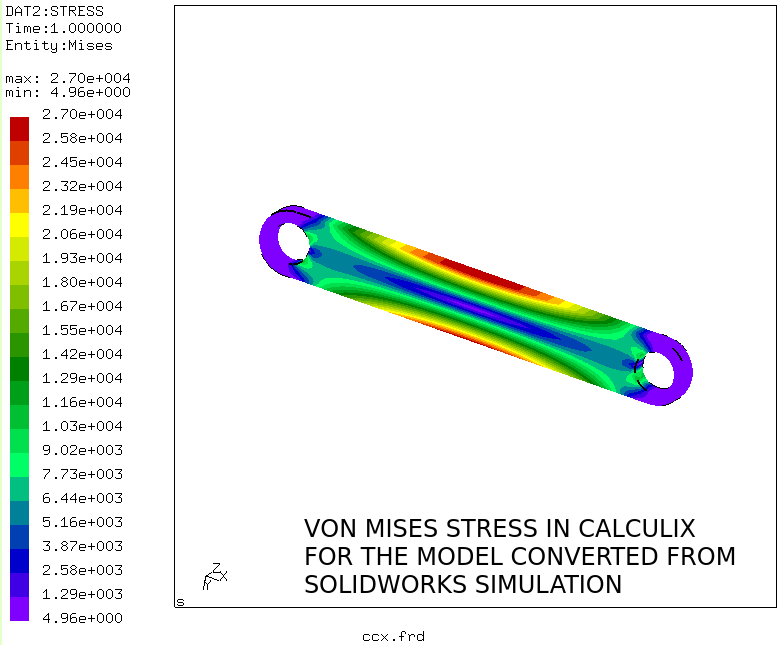 DAT2:STRESS
Time:1.000000
Entity:Mises
max: 2.70e+004
min: 4.96e+000
2.70e+004
2.58e+004
2.45e+004
2.32e+004
2.19e+004
2.06e+004
1.93e+004
1.80e+004
1.67e+004
1.55e+004
1.42e+004
1.29e+004
1.16e+004
1.03e+004
9.02e+003
7.73e+003
6.44e+003
5.16e+003
3.87e+003
2.58e+003
1.29e+003
4.96e+000
VON MISES STRESS IN CALCULIX
FOR THE MODEL CONVERTED FROM
SOLIDWORKS SIMULATION
Z
X
s
ccx.frd